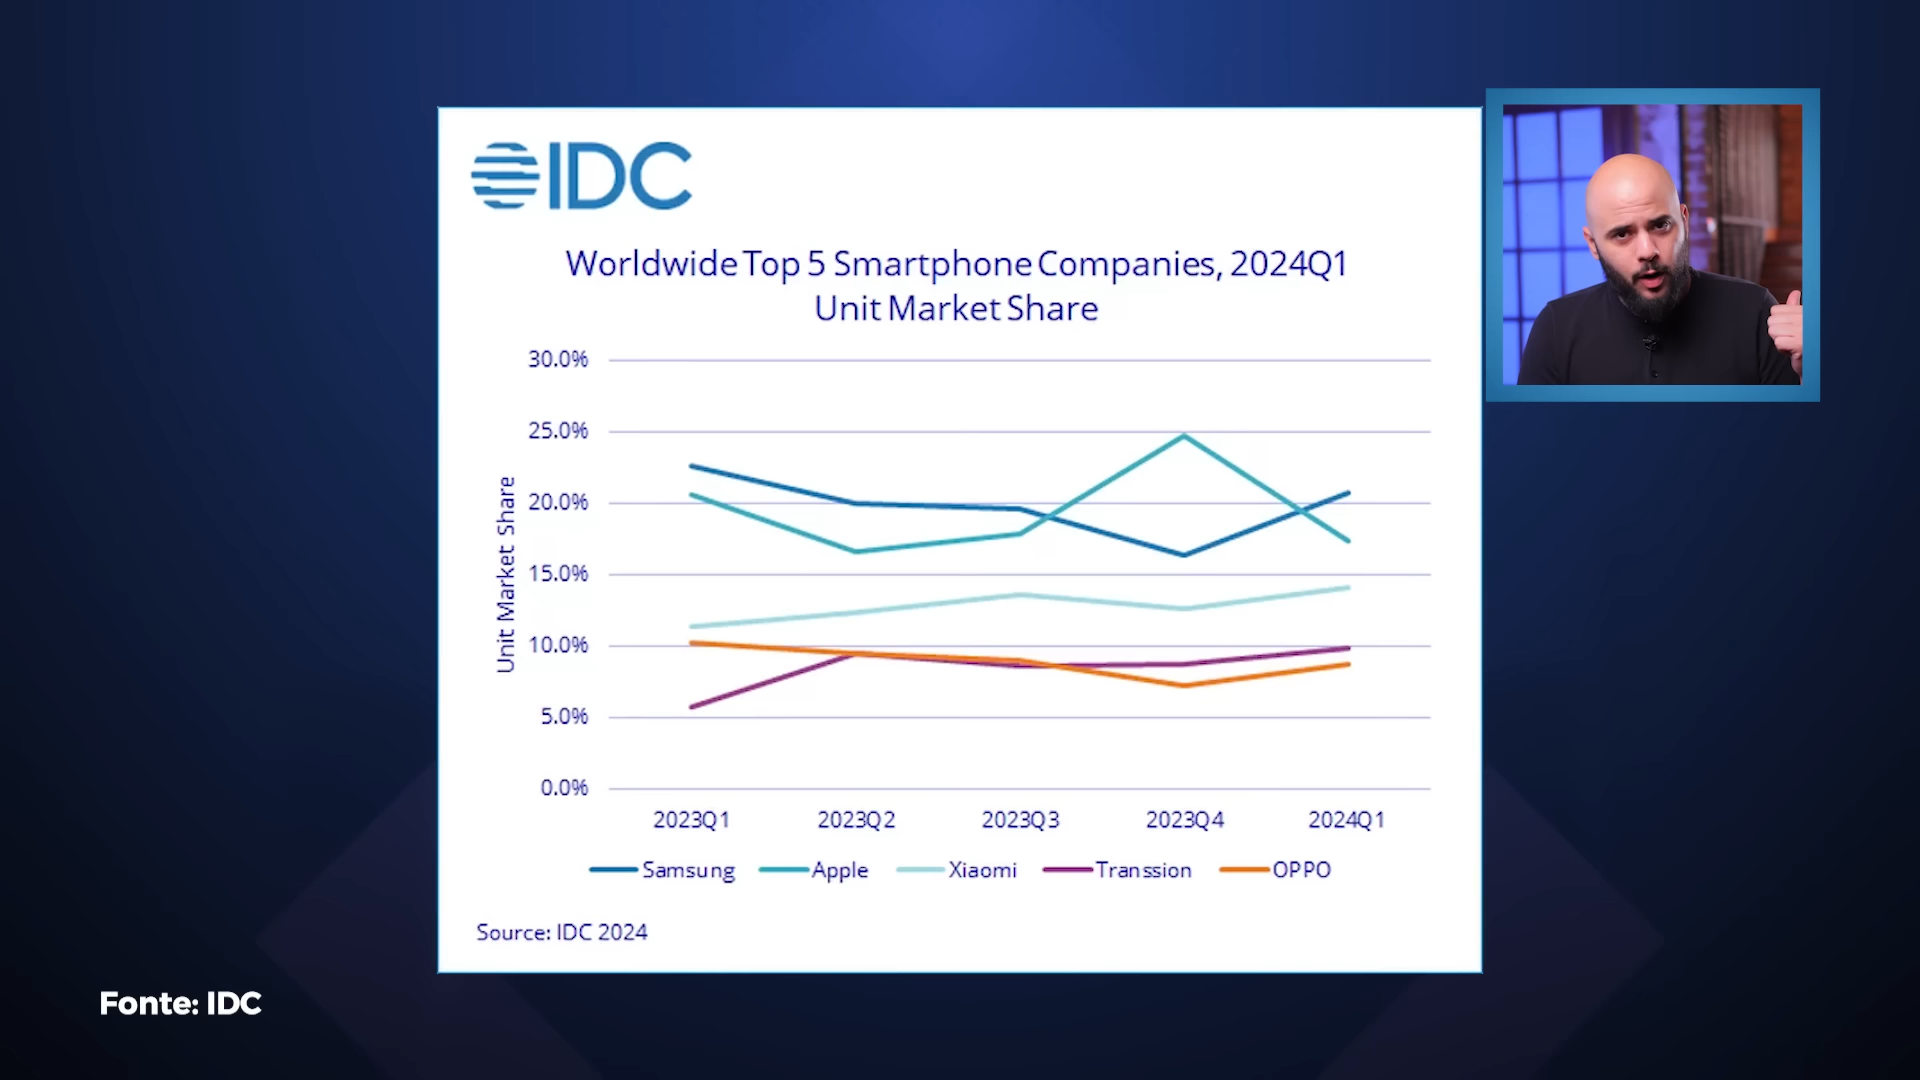 IDC
Worldwide Top 5 Smartphone Companies, 2024Q1
Unit Market Share
Unit Market Share
30.0%
25.0%
20.0%
15.0%
10.0%
5.0%
0.0%
2023Q1 2023Q2 2023Q3 2023Q4 2024Q1
Samsung Apple Xiaomi Transsion OPPO
Source: IDC 2024
Fonte: IDC